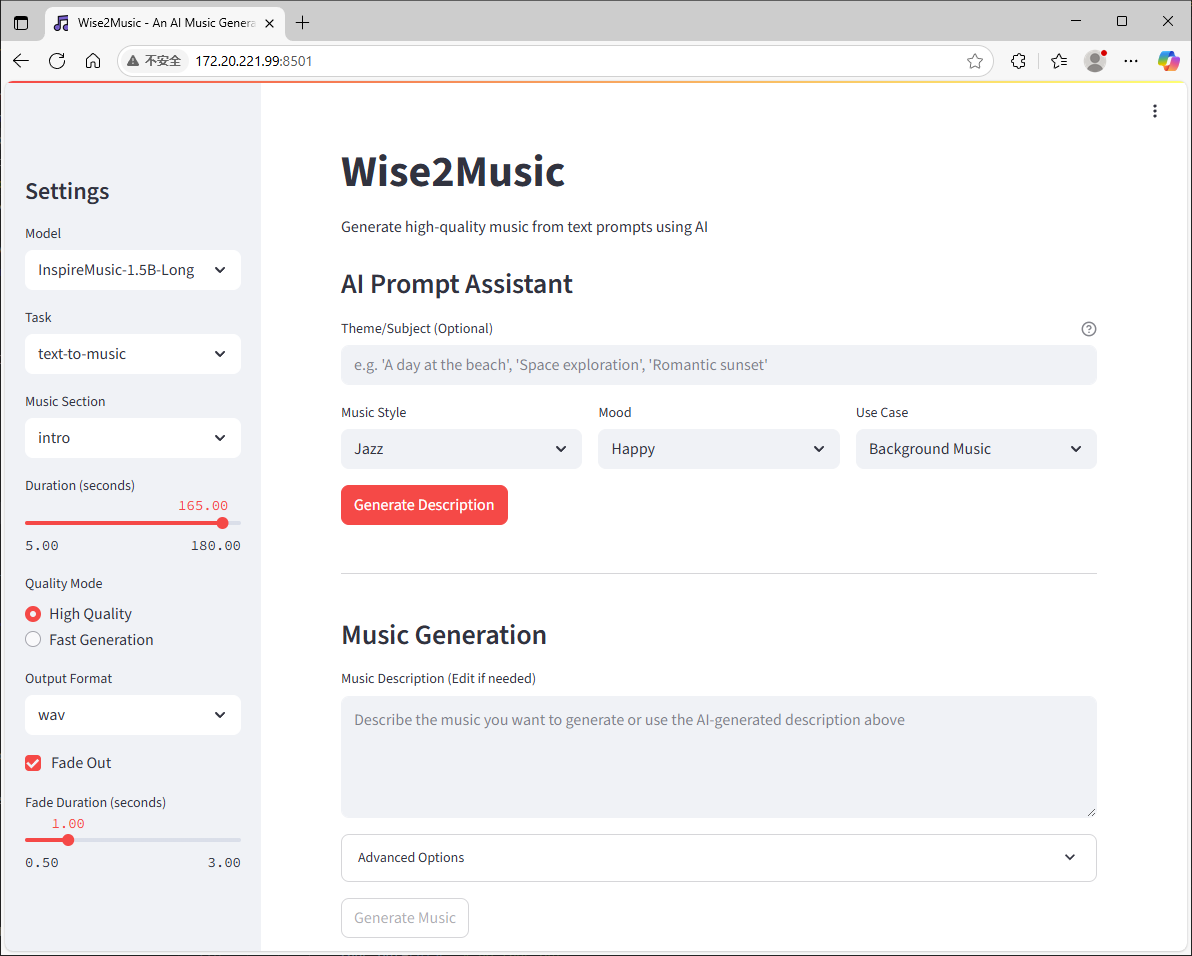 Wise2Music - An AI Music Genera
不安全
172.20.221.99:8501
Settings
Model
InspireMusic-1.5B-Long
Task
text-to-music
Music Section
intro
Duration (seconds)
165.00
5.00 180.00
Quality Mode
High Quality
Fast Generation
Output Format
wav
Fade Out
Fade Duration (seconds)
1.00
0.50 3.00
Wise2Music
Generate high-quality music from text prompts using AI
AI Prompt Assistant
Theme/Subject (Optional)
e.g. 'A day at the beach', 'Space exploration', 'Romantic sunset'
Music Style Mood Use Case
Jazz Happy Background Music
Generate Description
Music Generation
Music Description (Edit if needed)
Describe the music you want to generate or use the AI-generated description above
Advanced Options
Generate Music